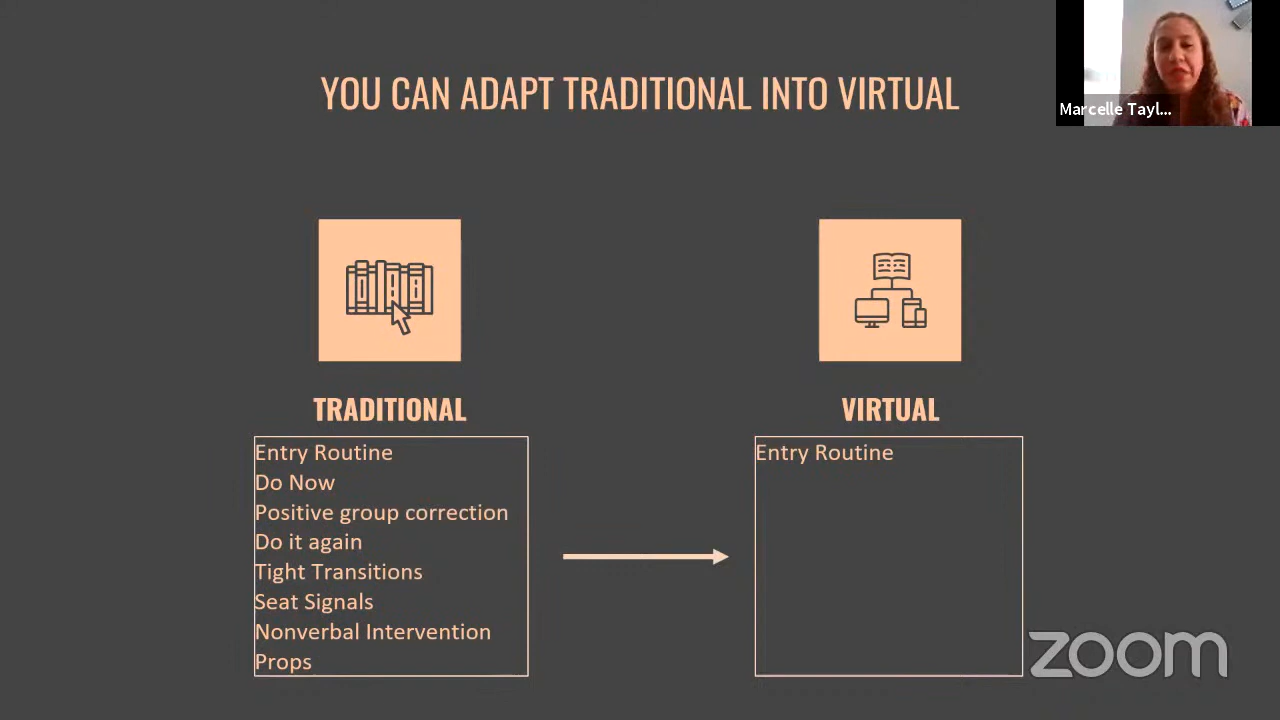 YOU CAN ADAPT TRADITIONAL INTO VIRTUAL
Marcelle Tayl...
TRADITIONAL
Entry Routine
Do Now
Positive group correction
Do it again
Tight Transitions
Seat Signals
Nonverbal Intervention
Props
VIRTUAL
Entry Routine
zoom